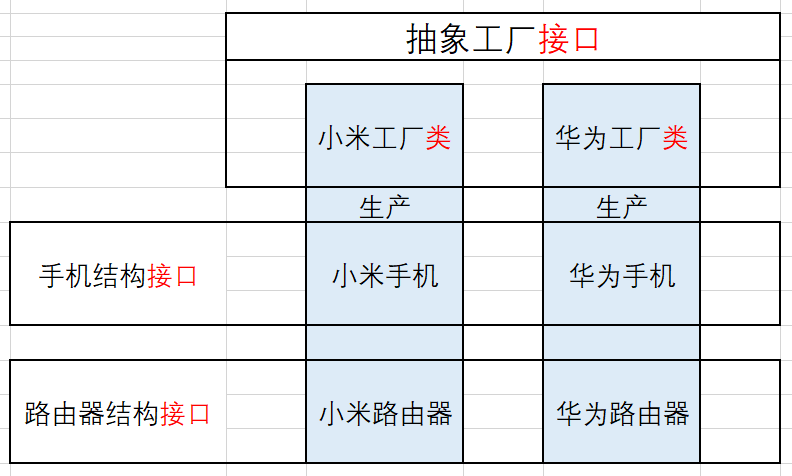 抽象工厂接口
小米工厂类 华为工厂类
生产 生产
手机结构接口 小米手机 华为手机
路由器结构接口 小米路由器 华为路由器